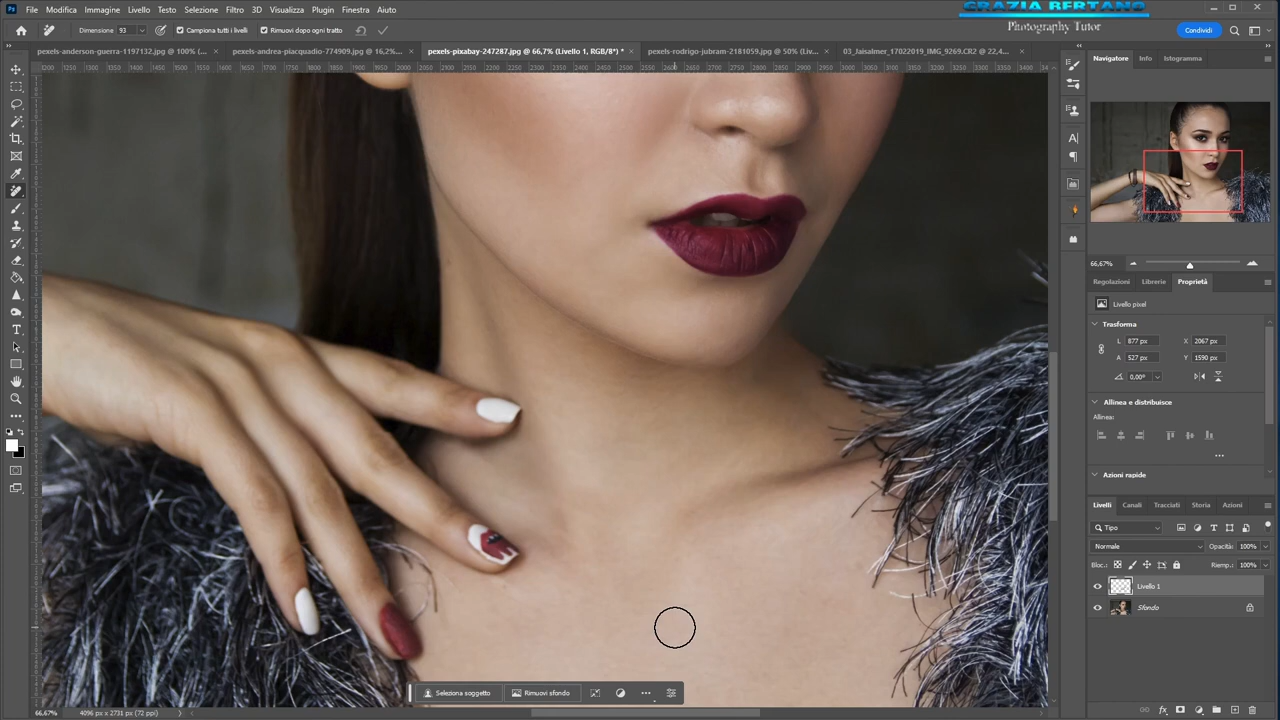 GRAZIA BERTANO
Photography Tutor
File Modifica Immagine Livello Testo Selezione Filtro 3D Visualizza Plugin Finestra Aiuto
Dimensione: 93 Campiona tutti i livelli Rimuovi dopo ogni tratto Condividi
pexels-anderson-guerra-1197132.jpg @ 100% (... × pexels-andrea-piacquadio-774909.jpg @ 16,2%... × pexels-pixabay-247287.jpg @ 66,7% (Livello 1, RGB/8*) * × pexels-rodrigo-jubram-2181059.jpg @ 50% (Livi... × 03_Jaisalmer_17022019_IMG_9269.CR2 @ 22,4... ×
Navigatore Info Istogramma
66,67%
Regolazioni Librerie Proprietà
Livello pixel
Trasforma
L 877 px X 2067 px
A 527 px Y 1590 px
0,00°
Allinea e distribuisce
Allinea:
Azioni rapide
Livelli Canali Tracciati Storia Azioni
Tipo
Normale Opacità: 100%
Bloc.: Riemp.: 100%
Livello 1
Sfondo
Seleziona soggetto Rimuovi sfondo
66,67% 4096 px x 2731 px (72 ppi)